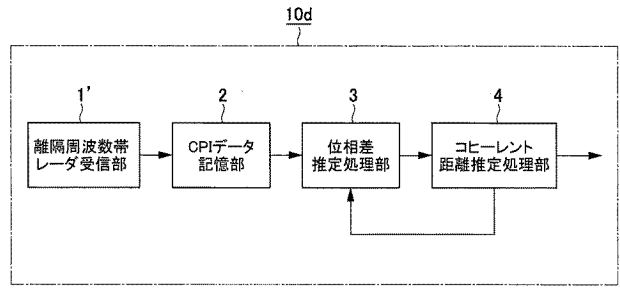 10d
1'
2
3
4
離隔周波数帯
レーダ受信部
CPIデータ
記憶部
位相差
推定処理部
コヒーレント
距離推定処理部